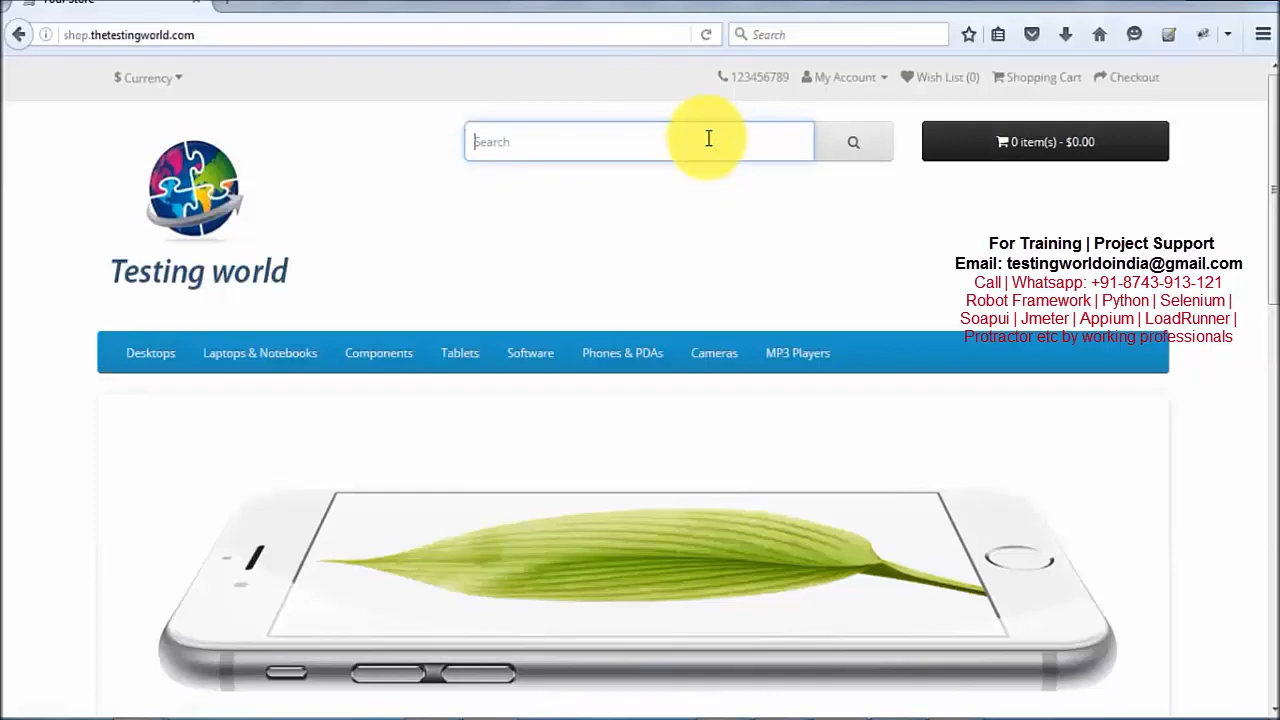 Your Store
shop.thetestingworld.com
Search
$ Currency
123456789 My Account Wish List (0) Shopping Cart Checkout
Search
0 item(s) - $0.00
Testing world
For Training | Project Support
Email: testingworldoindia@gmail.com
Call | Whatsapp: +91-8743-913-121
Robot Framework | Python | Selenium |
Soapui | Jmeter | Appium | LoadRunner |
Protractor etc by working professionals
Desktops Laptops & Notebooks Components Tablets Software Phones & PDAs Cameras MP3 Players